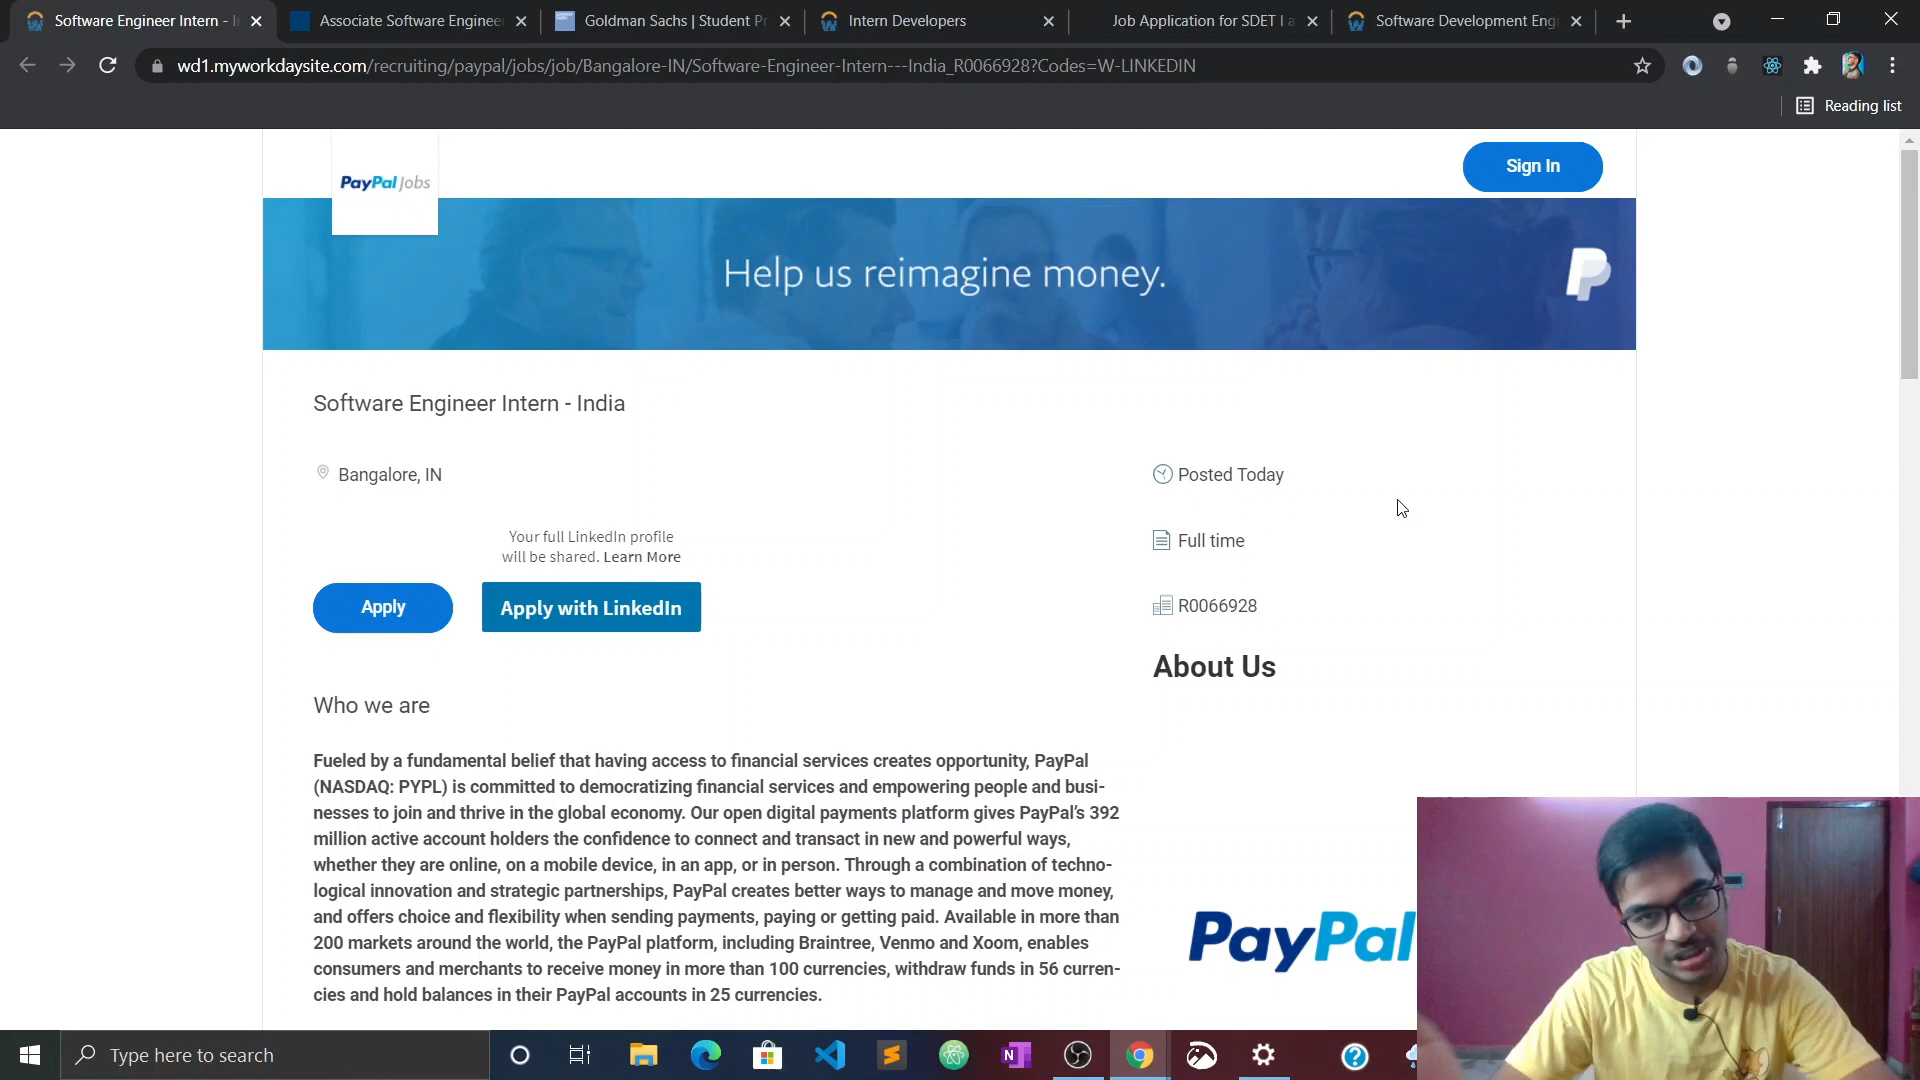 Software Engineer Intern - I
Associate Software Enginee
Goldman Sachs | Student Pr
Intern Developers
Job Application for SDET I a
Software Development Eng
wd1.myworkdaysite.com/recruiting/paypal/jobs/job/Bangalore-IN/Software-Engineer-Intern---India_R0066928?Codes=W-LINKEDIN
Reading list
PayPal Jobs
Sign In
Help us reimagine money.
Software Engineer Intern - India
Bangalore, IN
Posted Today
Your full LinkedIn profile
will be shared. Learn More
Full time
Apply
Apply with LinkedIn
R0066928
About Us
Who we are
Fueled by a fundamental belief that having access to financial services creates opportunity, PayPal
(NASDAQ: PYPL) is committed to democratizing financial services and empowering people and busi-
nesses to join and thrive in the global economy. Our open digital payments platform gives PayPal's 392
million active account holders the confidence to connect and transact in new and powerful ways,
whether they are online, on a mobile device, in an app, or in person. Through a combination of techno-
logical innovation and strategic partnerships, PayPal creates better ways to manage and move money,
and offers choice and flexibility when sending payments, paying or getting paid. Available in more than
200 markets around the world, the PayPal platform, including Braintree, Venmo and Xoom, enables
consumers and merchants to receive money in more than 100 currencies, withdraw funds in 56 curren-
cies and hold balances in their PayPal accounts in 25 currencies.
PayPal
Type here to search